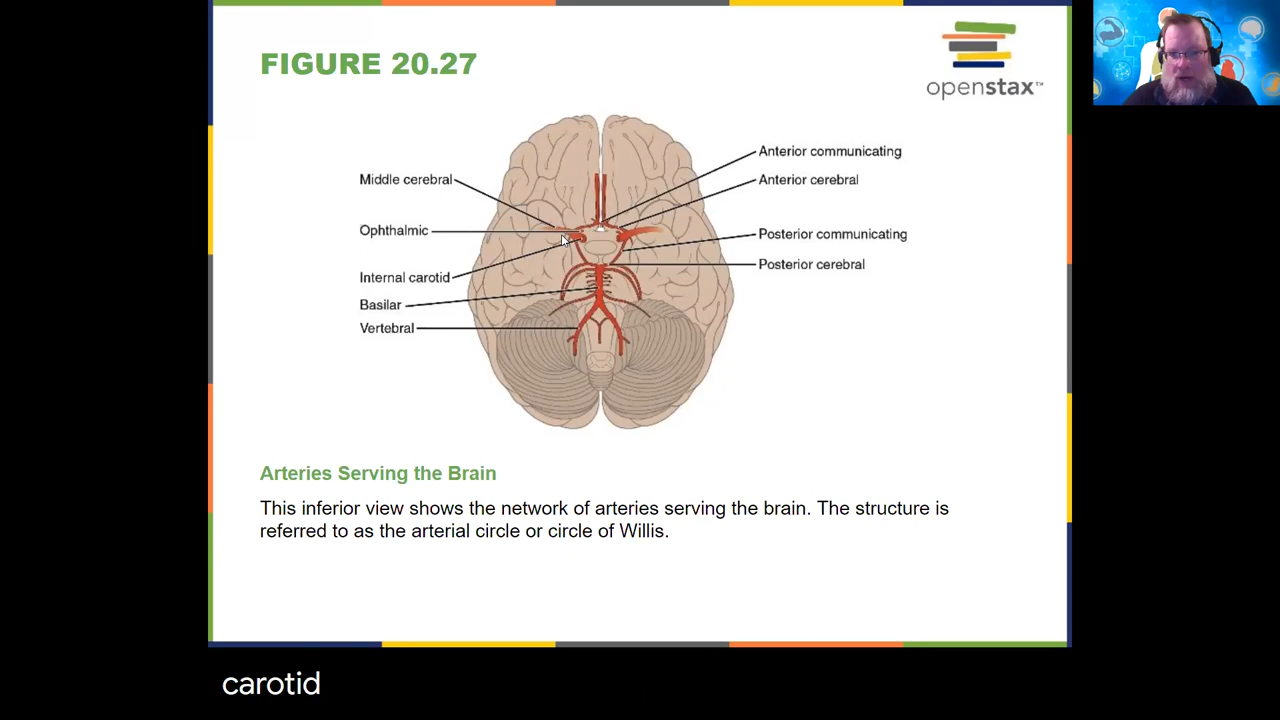 FIGURE 20.27
openstax™
Anterior communicating
Middle cerebral
Anterior cerebral
Ophthalmic
Posterior communicating
Posterior cerebral
Internal carotid
Basilar
Vertebral
Arteries Serving the Brain
This inferior view shows the network of arteries serving the brain. The structure is
referred to as the arterial circle or circle of Willis.
carotid